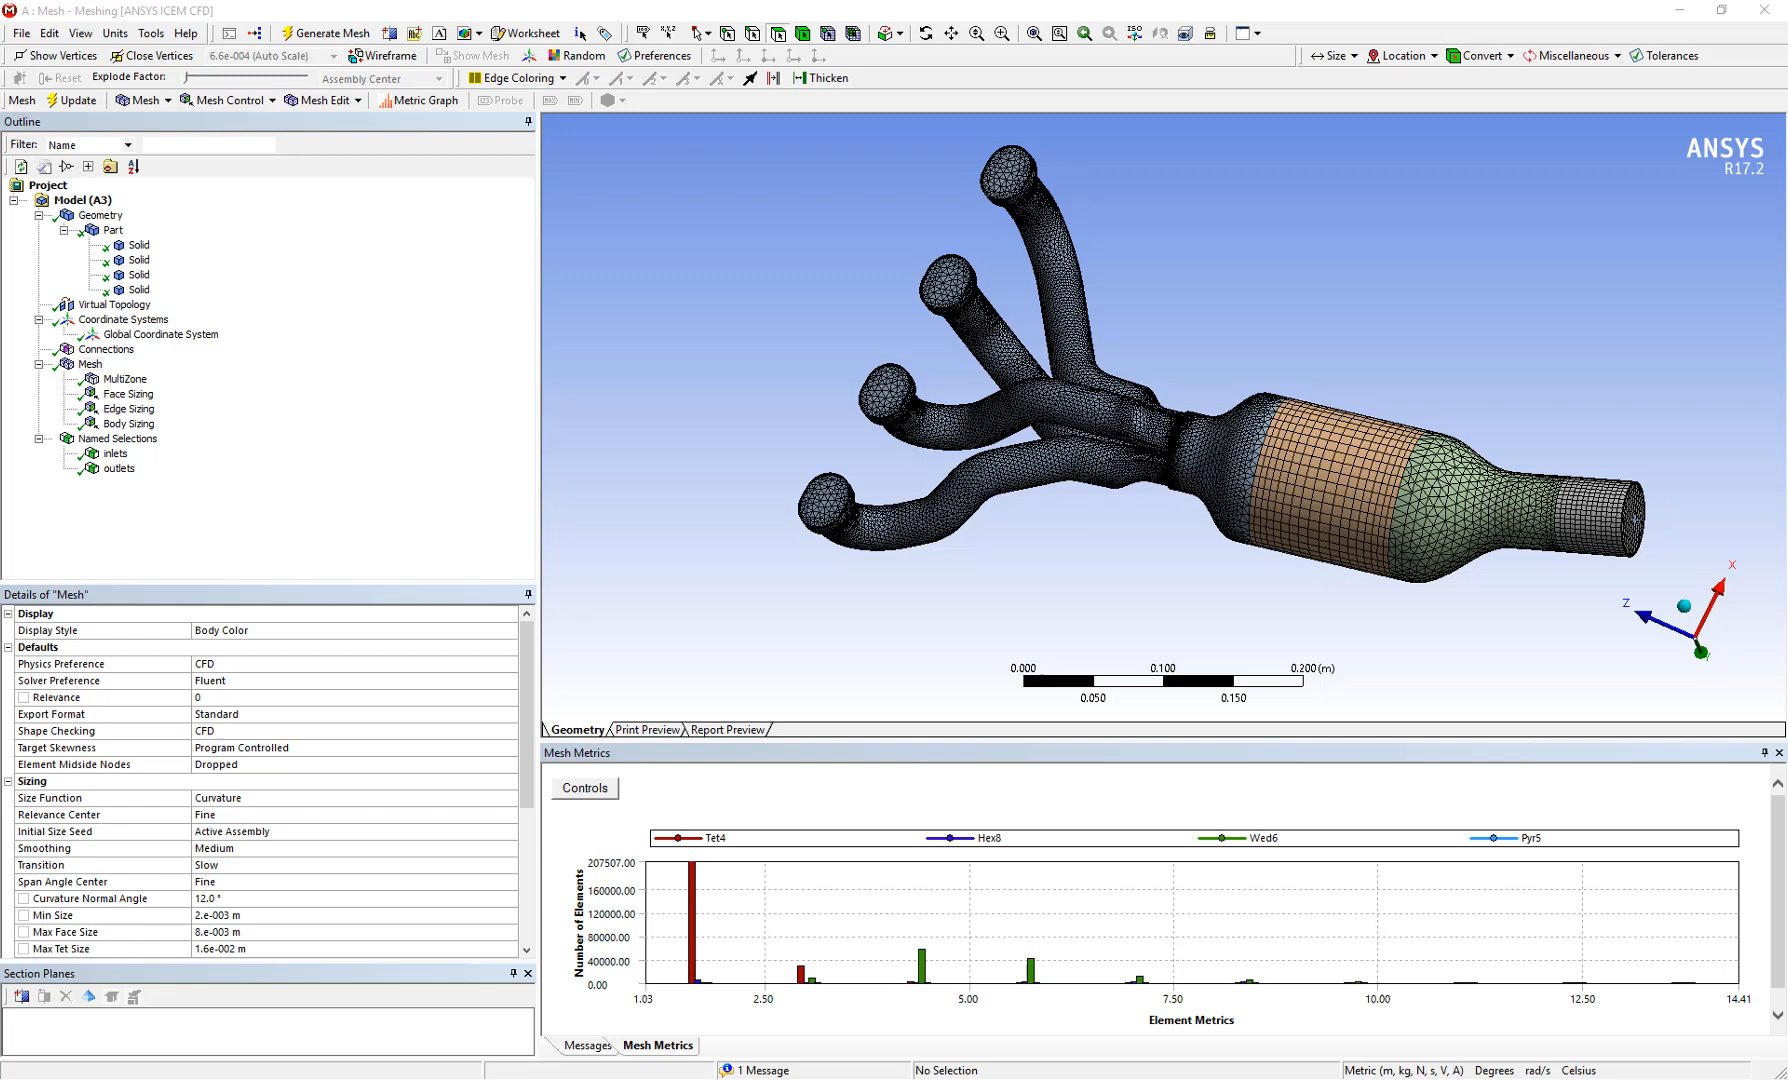 A : Mesh - Meshing [ANSYS ICEM CFD]
File Edit View Units Tools Help Generate Mesh Worksheet
Show Vertices Close Vertices 6.6e-004 (Auto Scale) Wireframe Show Mesh Random Preferences Size Location Convert Miscellaneous Tolerances
Reset Explode Factor: Assembly Center Edge Coloring Thicken
Mesh Update Mesh Mesh Control Mesh Edit Metric Graph Probe
Outline
Filter: Name
Project
Model (A3)
Geometry
Part
Solid
Solid
Solid
Solid
Virtual Topology
Coordinate Systems
Global Coordinate System
Connections
Mesh
MultiZone
Face Sizing
Edge Sizing
Body Sizing
Named Selections
inlets
outlets
Details of "Mesh"
Display
Display Style Body Color
Defaults
Physics Preference CFD
Solver Preference Fluent
Relevance 0
Export Format Standard
Shape Checking CFD
Target Skewness Program Controlled
Element Midside Nodes Dropped
Sizing
Size Function Curvature
Relevance Center Fine
Initial Size Seed Active Assembly
Smoothing Medium
Transition Slow
Span Angle Center Fine
Curvature Normal Angle 12.0 °
Min Size 2.e-003 m
Max Face Size 8.e-003 m
Max Tet Size 1.6e-002 m
Section Planes
ANSYS
R17.2
X
Z
Y
0.000 0.100 0.200 (m)
0.050 0.150
Geometry Print Preview Report Preview
Mesh Metrics
Controls
Tet4 Hex8 Wed6 Pyr5
Number of Elements
207507.00
160000.00
120000.00
80000.00
40000.00
0.00
1.03 2.50 5.00 7.50 10.00 12.50 14.41
Element Metrics
Messages Mesh Metrics
1 Message No Selection Metric (m, kg, N, s, V, A) Degrees rad/s Celsius